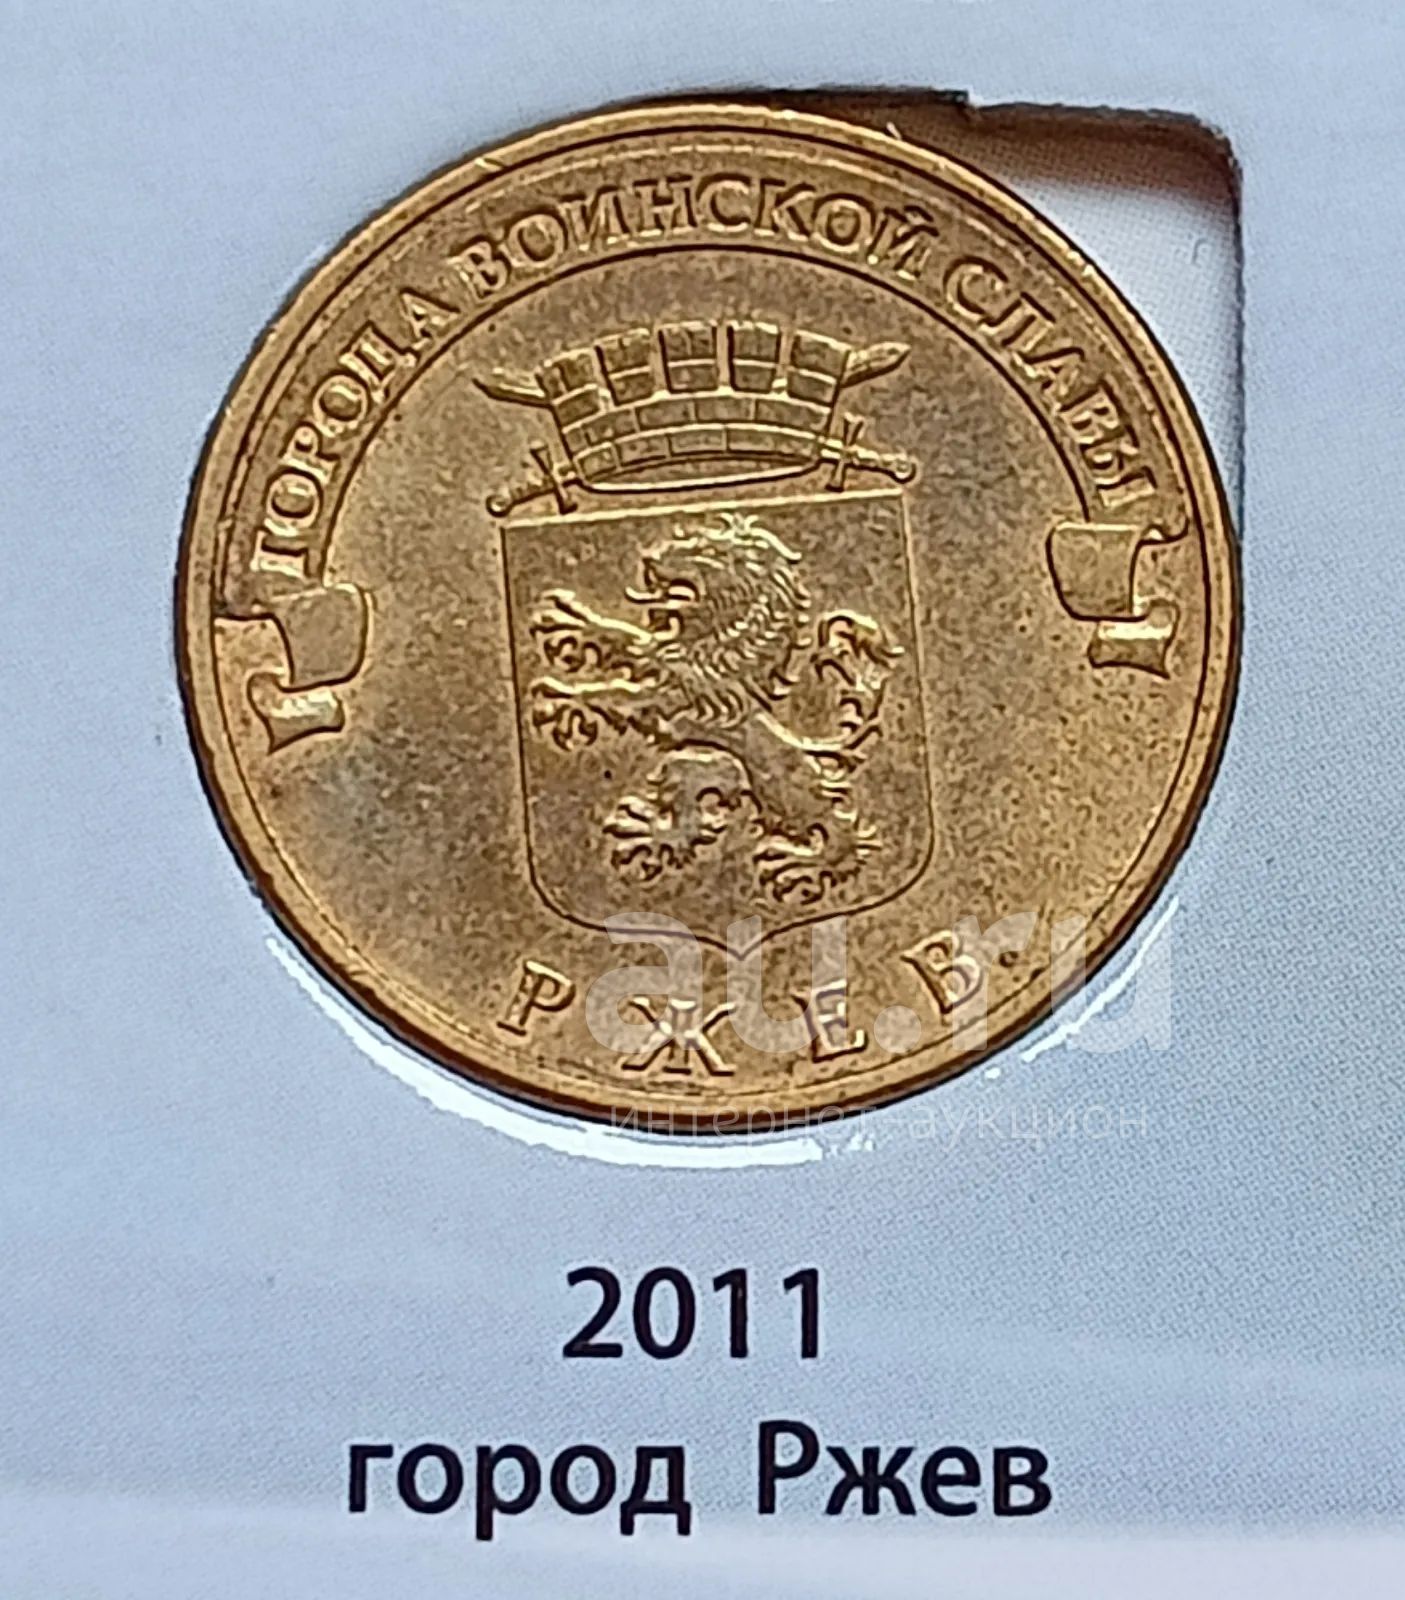 ГОРОДА ВОИНСКОЙ СЛАВЫ
РЖЕВ
au.ru
интернет-аукцион
2011
город Ржев